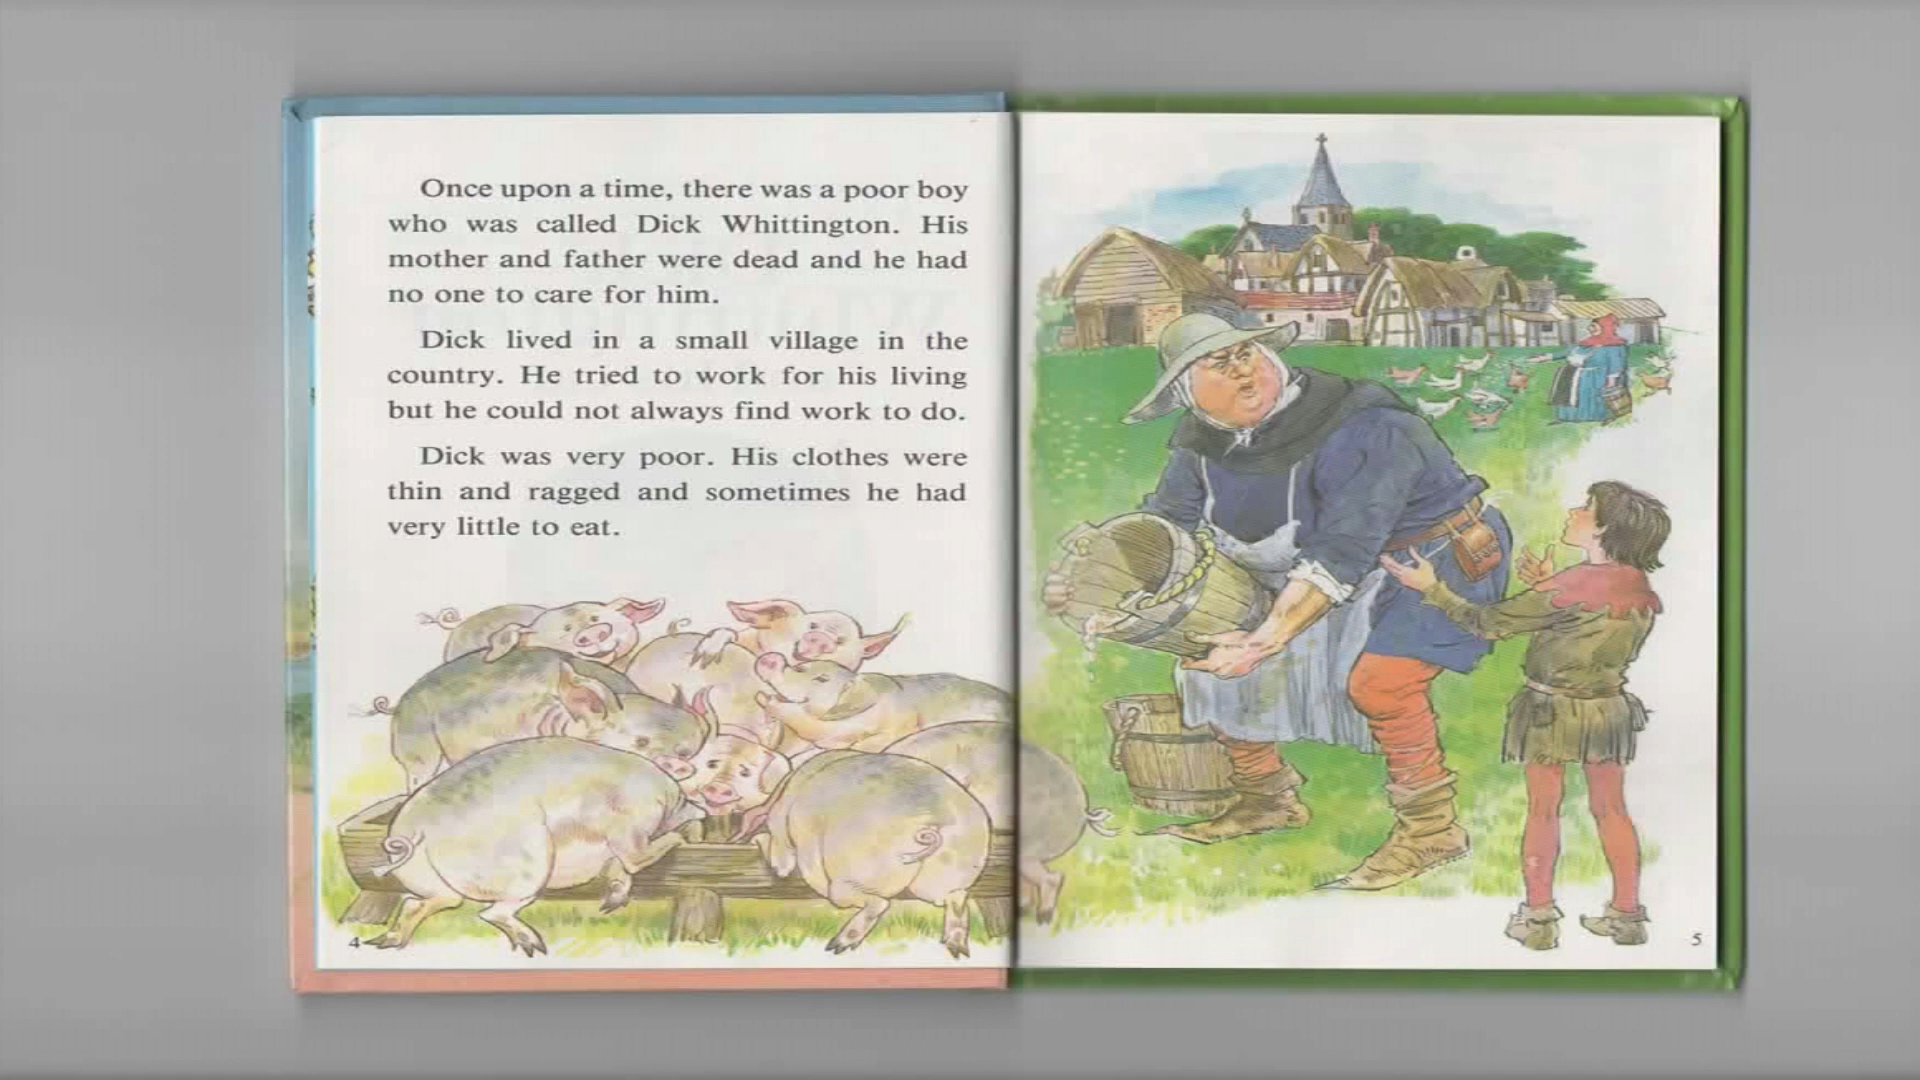 Once upon a time, there was a poor boy
who was called Dick Whittington. His
mother and father were dead and he had
no one to care for him.
Dick lived in a small village in the
country. He tried to work for his living
but he could not always find work to do.
Dick was very poor. His clothes were
thin and ragged and sometimes he had
very little to eat.
4
5